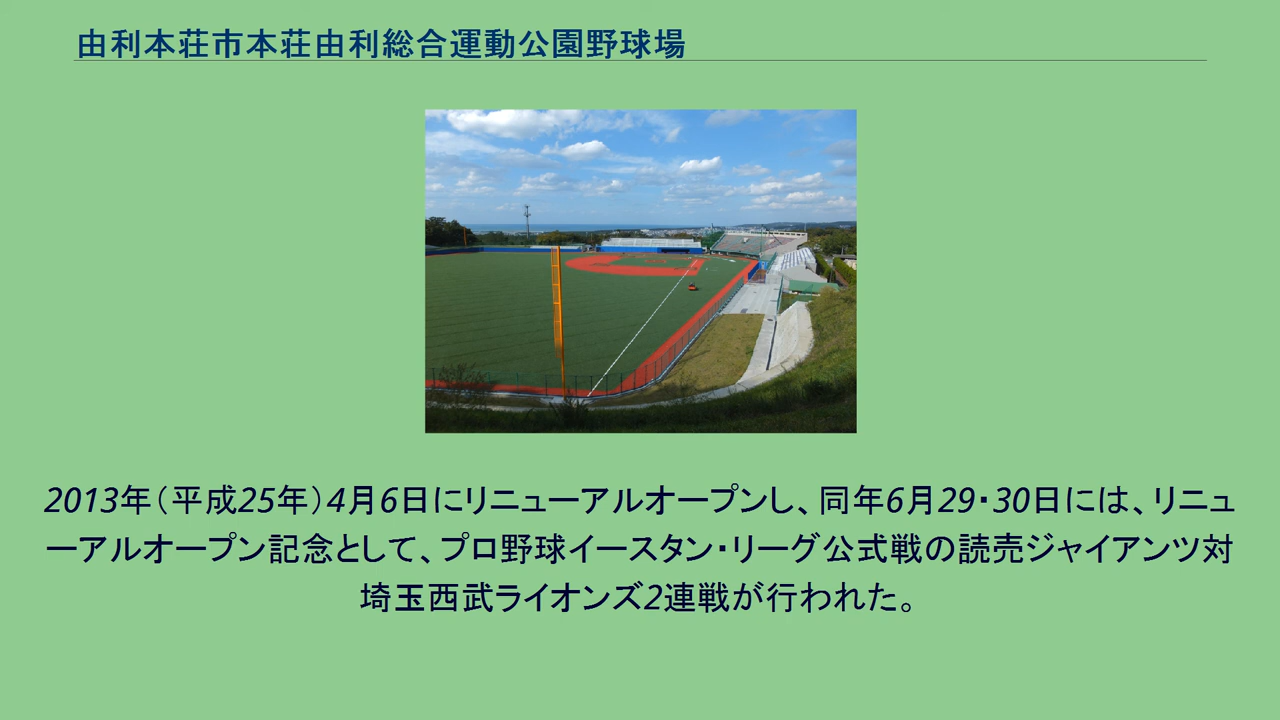 由利本荘市本荘由利総合運動公園野球場
2013年（平成25年）4月6日にリニューアルオープンし、同年6月29・30日には、リニュ
ーアルオープン記念として、プロ野球イースタン・リーグ公式戦の読売ジャイアンツ対
埼玉西武ライオンズ2連戦が行われた。